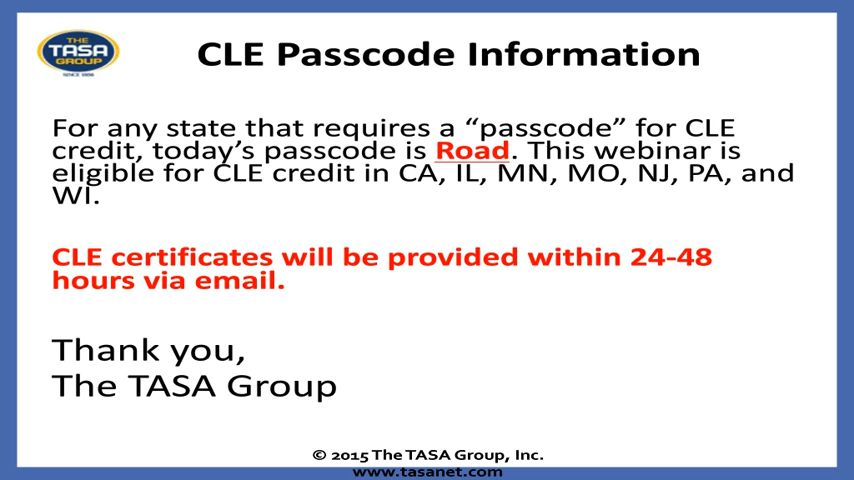 THE
TASA
GROUP
SINCE 1956
CLE Passcode Information
For any state that requires a “passcode” for CLE
credit, today’s passcode is Road. This webinar is
eligible for CLE credit in CA, IL, MN, MO, NJ, PA, and
WI.
CLE certificates will be provided within 24-48
hours via email.
Thank you,
The TASA Group
© 2015 The TASA Group, Inc.
www.tasanet.com